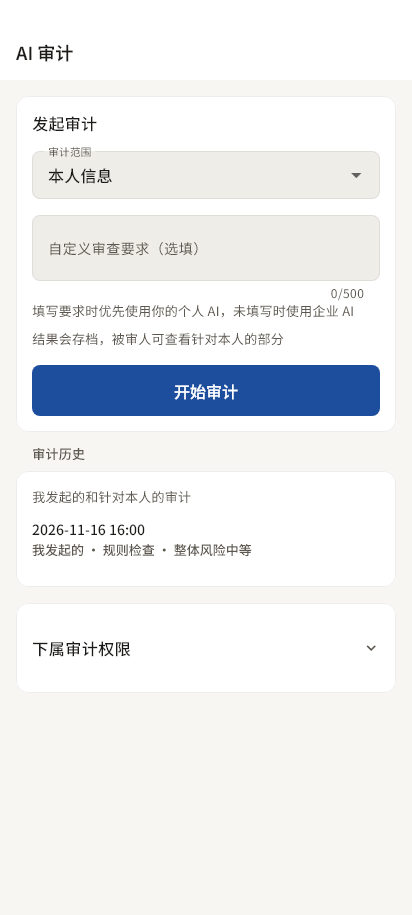 AI 审计
发起审计
审计范围
本人信息
自定义审查要求（选填）
0/500
填写要求时优先使用你的个人 AI，未填写时使用企业 AI
结果会存档，被审人可查看针对本人的部分
开始审计
审计历史
我发起的和针对本人的审计
2026-11-16 16:00
我发起的 • 规则检查 • 整体风险中等
下属审计权限